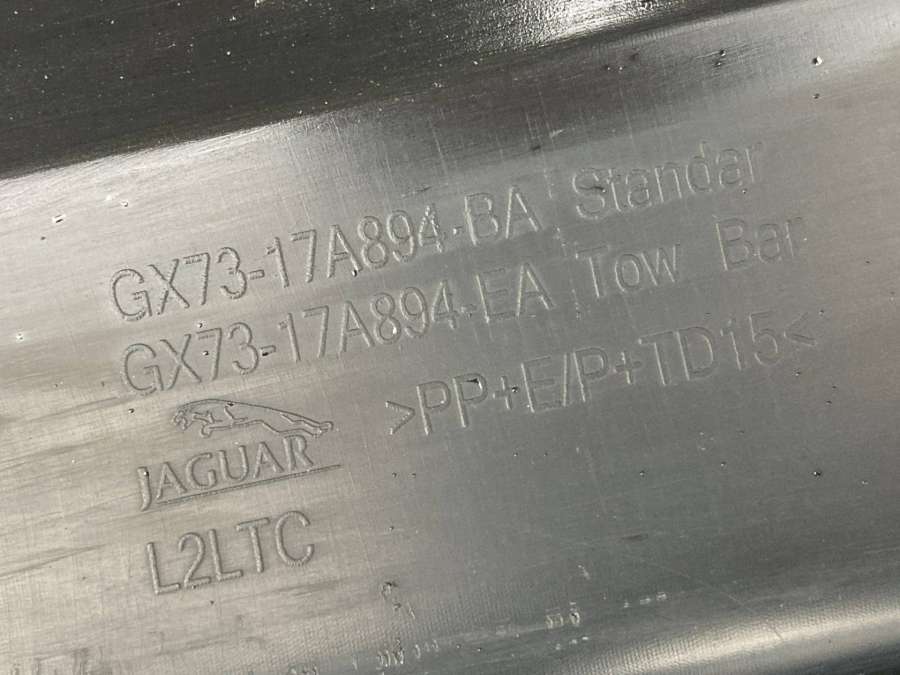 GX73-17A894-BA Standar
GX73-17A894-EA Tow Bar
>PP+E/P+TD15<
JAGUAR
L2LTC